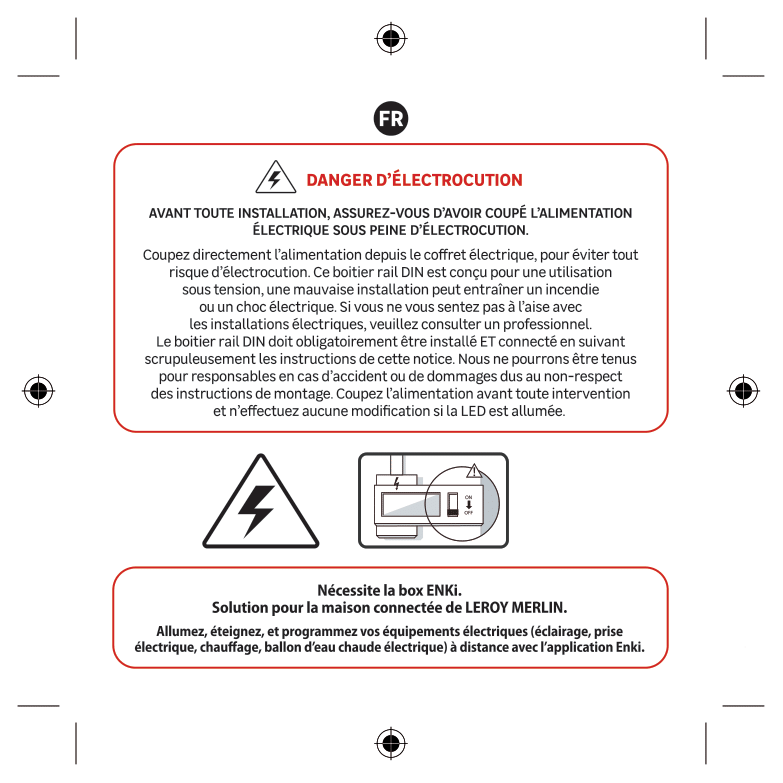 FR
DANGER D’ÉLECTROCUTION
AVANT TOUTE INSTALLATION, ASSUREZ-VOUS D’AVOIR COUPÉ L’ALIMENTATION
ÉLECTRIQUE SOUS PEINE D’ÉLECTROCUTION.
Coupez directement l’alimentation depuis le coffret électrique, pour éviter tout
risque d’électrocution. Ce boitier rail DIN est conçu pour une utilisation
sous tension, une mauvaise installation peut entraîner un incendie
ou un choc électrique. Si vous ne vous sentez pas à l’aise avec
les installations électriques, veuillez consulter un professionnel.
Le boitier rail DIN doit obligatoirement être installé ET connecté en suivant
scrupuleusement les instructions de cette notice. Nous ne pourrons être tenus
pour responsables en cas d’accident ou de dommages dus au non-respect
des instructions de montage. Coupez l’alimentation avant toute intervention
et n’effectuez aucune modification si la LED est allumée.
ON
OFF
Nécessite la box ENKi.
Solution pour la maison connectée de LEROY MERLIN.
Allumez, éteignez, et programmez vos équipements électriques (éclairage, prise
électrique, chauffage, ballon d’eau chaude électrique) à distance avec l’application Enki.